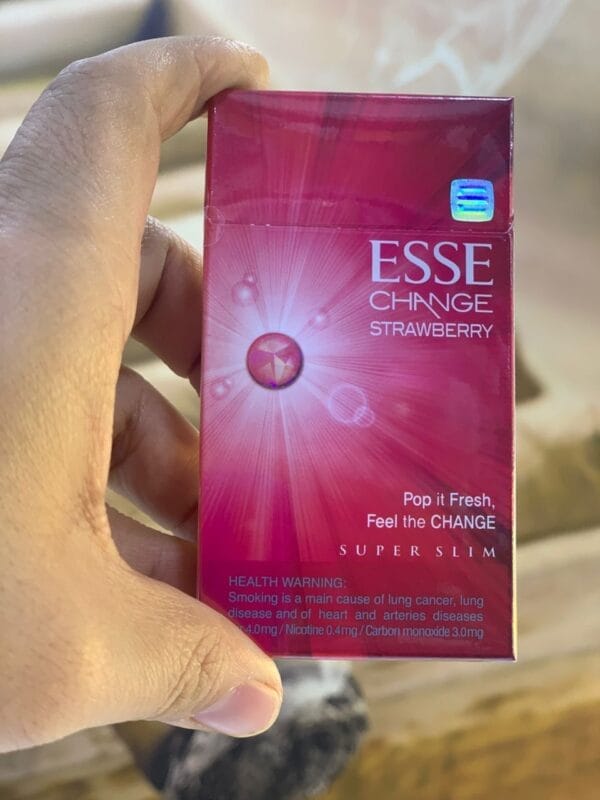 ESSE
CHANGE
STRAWBERRY
Pop it Fresh,
Feel the CHANGE
SUPER SLIM
HEALTH WARNING:
Smoking is a main cause of lung cancer, lung
disease and of heart and arteries diseases
4.0mg / Nicotine 0.4mg / Carbon monoxide 3.0mg